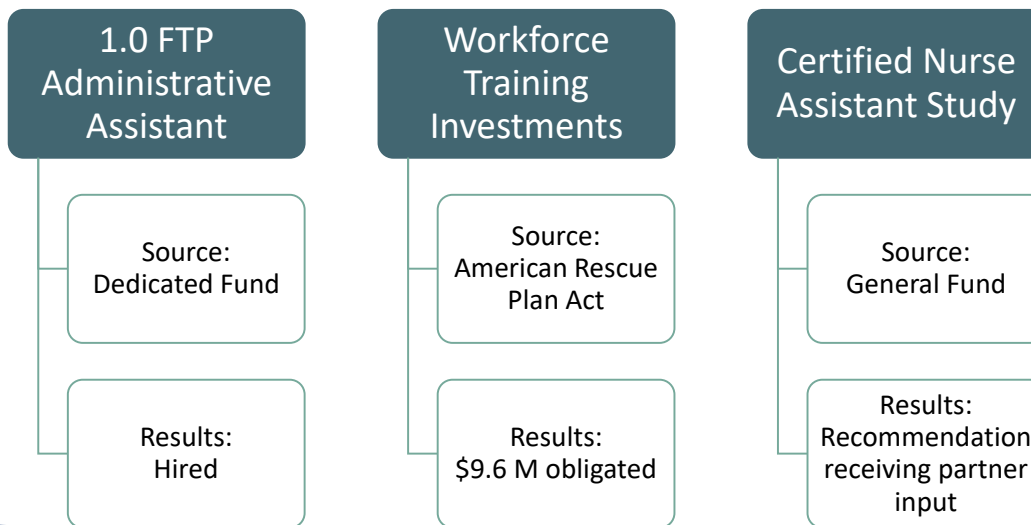 1.0 FTP
Administrative
Assistant
Source:
Dedicated Fund
Results:
Hired
Workforce
Training
Investments
Source:
American Rescue
Plan Act
Results:
$9.6 M obligated
Certified Nurse
Assistant Study
Source:
General Fund
Results:
Recommendation
receiving partner
input